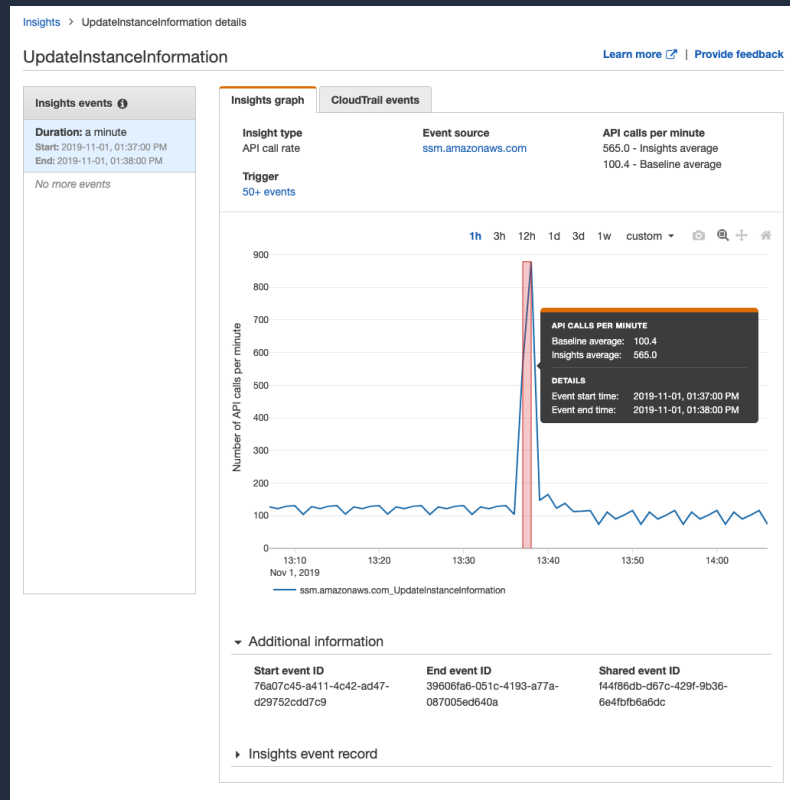 Insights > UpdateInstanceInformation details
UpdateInstanceInformation
Learn more | Provide feedback
Insights events
Duration: a minute
Start: 2019-11-01, 01:37:00 PM
End: 2019-11-01, 01:38:00 PM
No more events
Insights graph
CloudTrail events
Insight type
API call rate
Event source
ssm.amazonaws.com
API calls per minute
565.0 - Insights average
100.4 - Baseline average
Trigger
50+ events
1h 3h 12h 1d 3d 1w custom
Number of API calls per minute
900
800
700
600
500
400
300
200
100
0
API CALLS PER MINUTE
Baseline average: 100.4
Insights average: 565.0
DETAILS
Event start time: 2019-11-01, 01:37:00 PM
Event end time: 2019-11-01, 01:38:00 PM
13:10 13:20 13:30 13:40 13:50 14:00
Nov 1, 2019
ssm.amazonaws.com_UpdateInstanceInformation
Additional information
Start event ID
76a07c45-a411-4c42-ad47-
d29752cdd7c9
End event ID
39606fa6-051c-4193-a77a-
087005ed640a
Shared event ID
f44f86db-d67c-429f-9b36-
6e4fbfb6a6dc
Insights event record